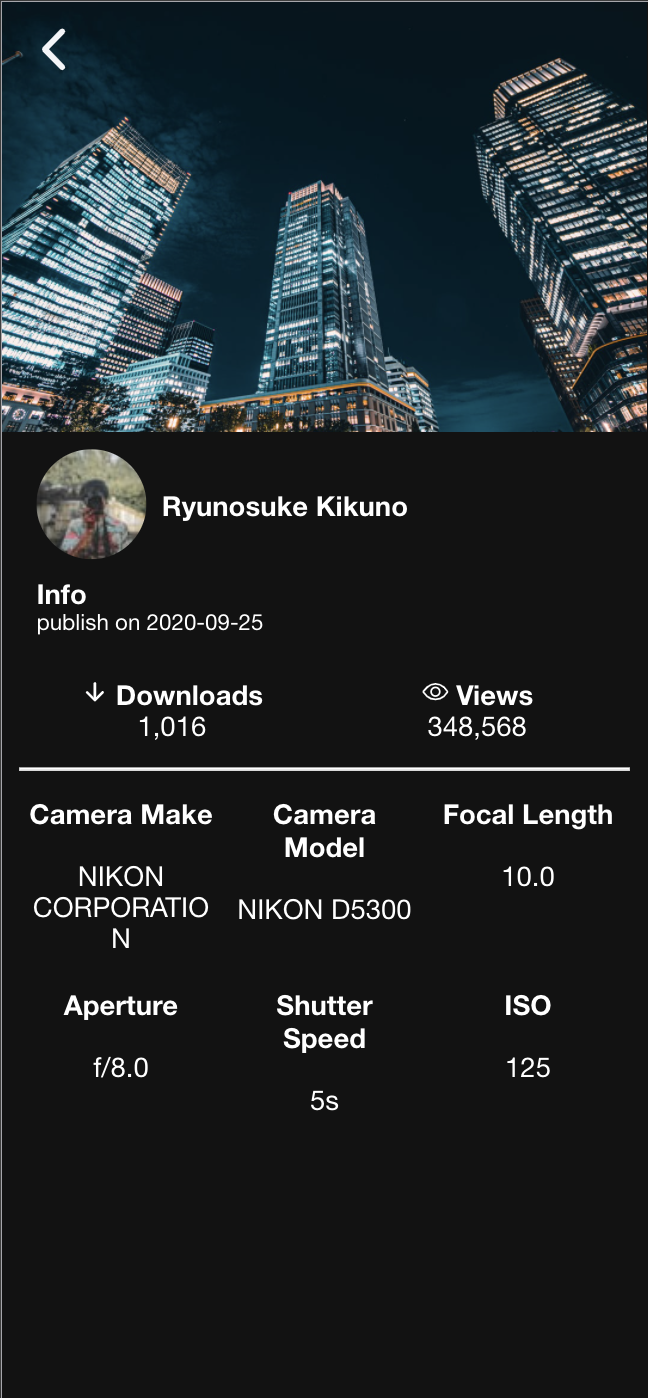 Ryunosuke Kikuno
Info
publish on 2020-09-25
Downloads
1,016
Views
348,568
Camera Make
NIKON
CORPORATIO
N
Camera
Model
NIKON D5300
Focal Length
10.0
Aperture
f/8.0
Shutter
Speed
5s
ISO
125